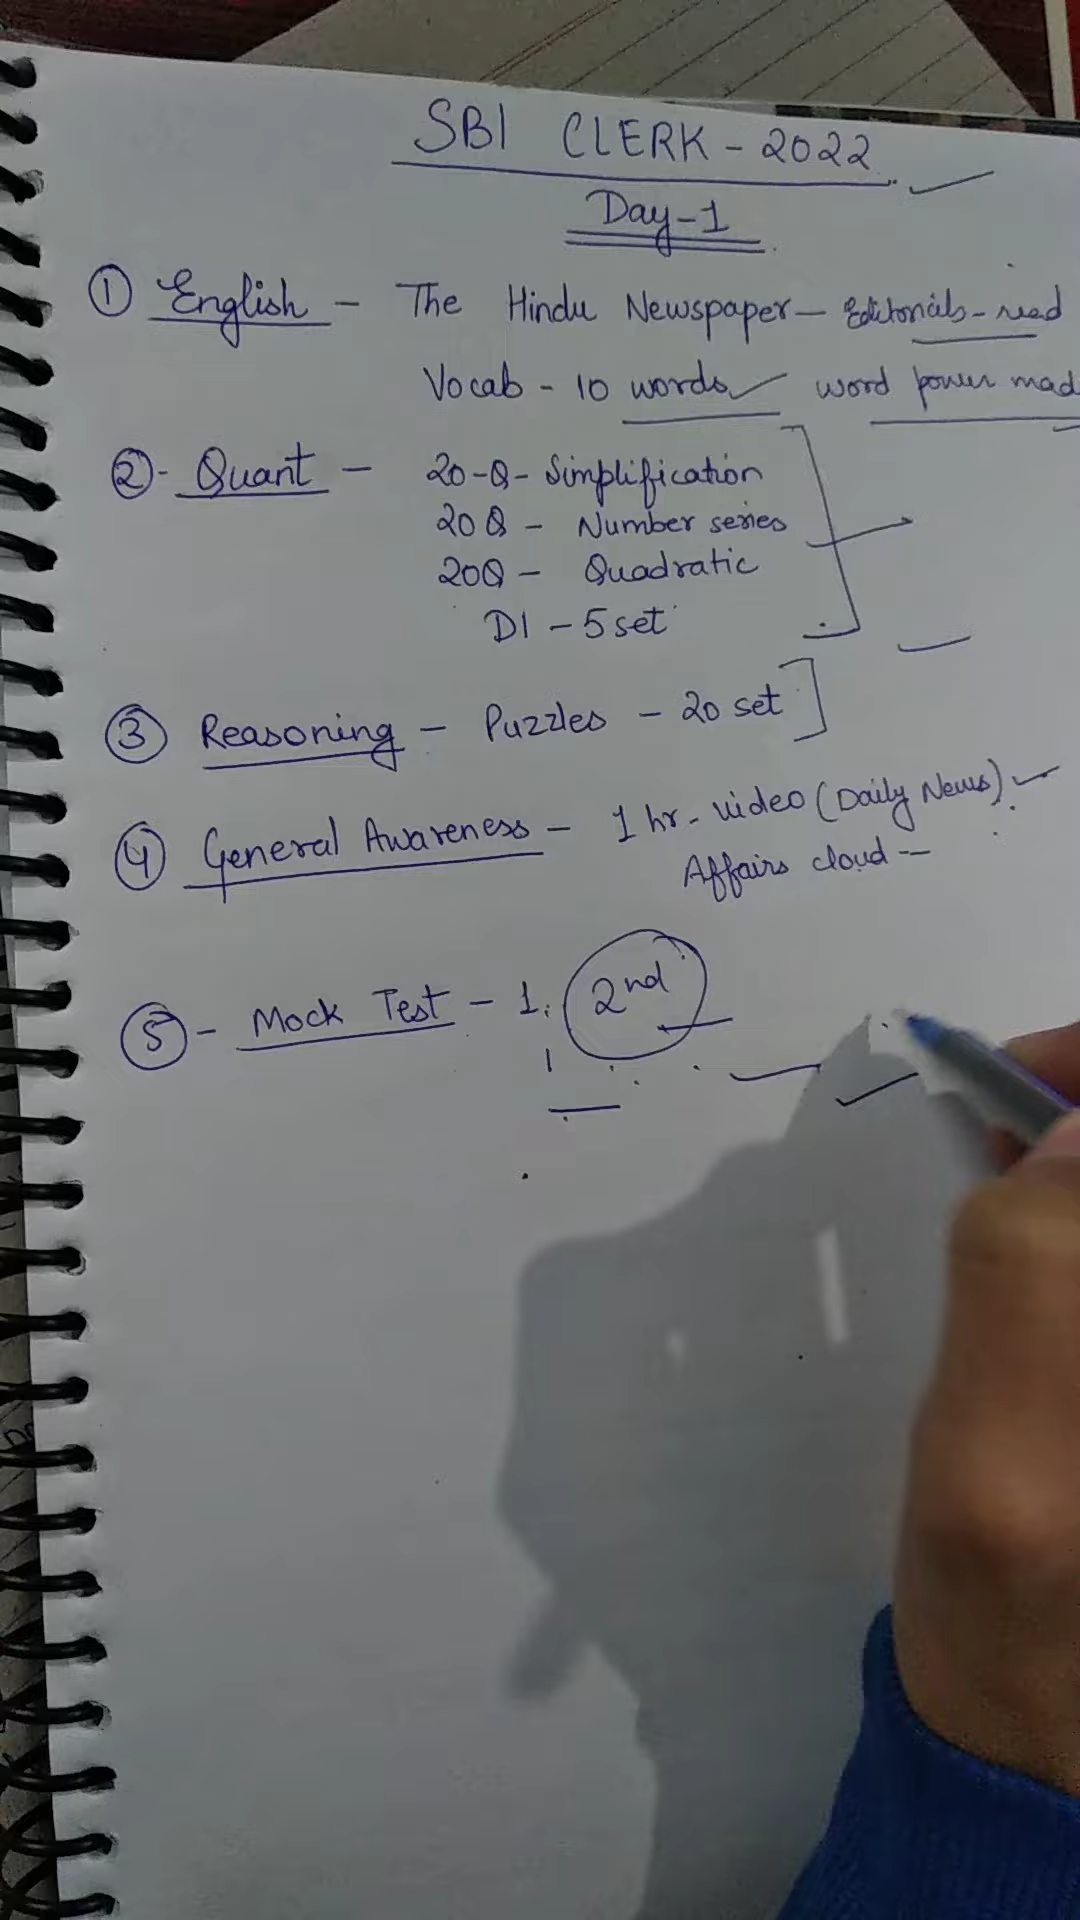 SBI CLERK - 2022
Day-1
① English - The Hindu Newspaper - Editorials - read
Vocab - 10 words word power mad
②- Quant - 20-Q- Simplification
20Q - Number series
20Q - Quadratic
DI - 5 set
③ Reasoning - Puzzles - 20 set
④ General Awareness - 1 hr. video (Daily News)
Affairs cloud -
⑤- Mock Test - 1. 2nd